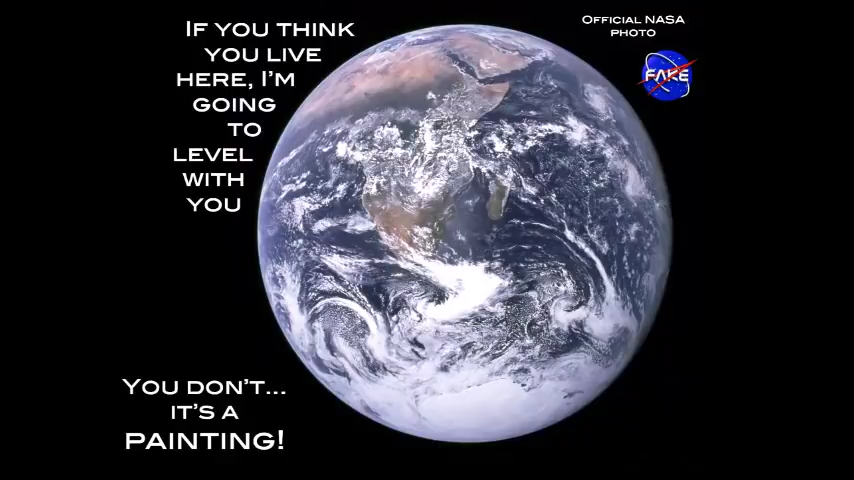 IF YOU THINK
YOU LIVE
HERE, I'M
GOING
TO
LEVEL
WITH
YOU
OFFICIAL NASA
PHOTO
FAKE
YOU DON'T...
IT'S A
PAINTING!